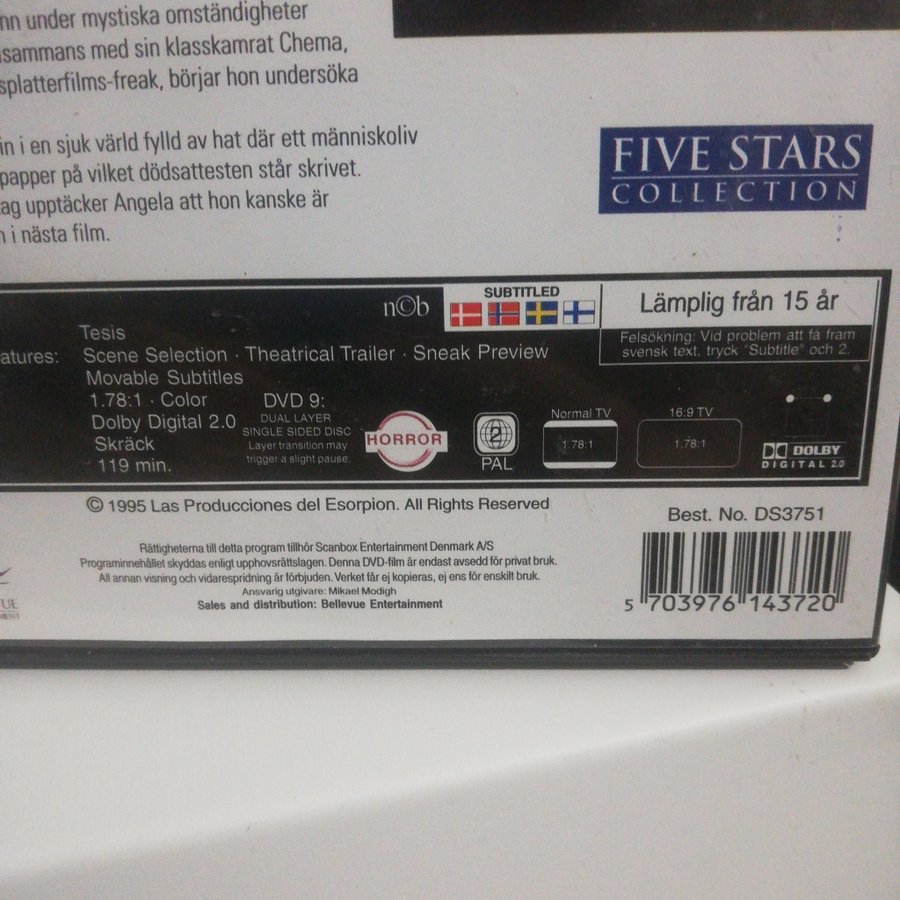 nn under mystiska omständigheter
sammans med sin klasskamrat Chema,
splatterfilms-freak, börjar hon undersöka
in i en sjuk värld fylld av hat där ett människoliv
papper på vilket dödsattesten står skrivet.
ag upptäcker Angela att hon kanske är
n i nästa film.
FIVE STARS
COLLECTION
n©b
SUBTITLED
Lämplig från 15 år
Felsökning: Vid problem att få fram
svensk text, tryck "Subtitle" och 2.
Tesis
atures: Scene Selection · Theatrical Trailer · Sneak Preview
Movable Subtitles
1.78:1 · Color
Dolby Digital 2.0
Skräck
119 min.
DVD 9:
DUAL LAYER
SINGLE SIDED DISC
Layer transition may
trigger a slight pause.
HORROR
2
PAL
Normal TV
1.78:1
16:9 TV
1.78:1
DOLBY
DIGITAL 2.0
© 1995 Las Producciones del Esorpion. All Rights Reserved
Best. No. DS3751
Rättigheterna till detta program tillhör Scanbox Entertainment Denmark A/S
Programinnehållet skyddas enligt upphovsrättslagen. Denna DVD-film är endast avsedd för privat bruk.
All annan visning och vidarespridning är förbjuden. Verket får ej kopieras, ej ens för enskilt bruk.
Ansvarig utgivare: Mikael Modigh
Sales and distribution: Bellevue Entertainment
UE
MENT
5 703976 143720